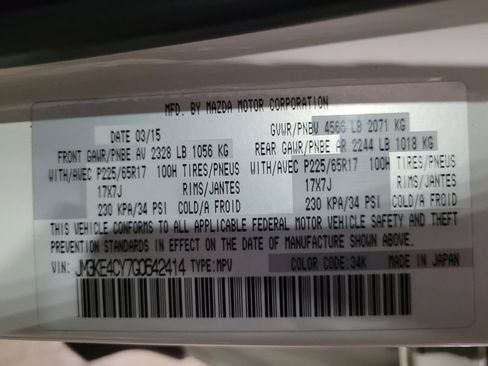 MFD. BY MAZDA MOTOR CORPORATION
DATE 03/15 GVWR/PNBV 4566 LB 2071 KG
FRONT GAWR/PNBE AV 2328 LB 1056 KG REAR GAWR/PNBE AR 2244 LB 1018 KG
WITH/AVEC P225/65R17 100H TIRES/PNEUS WITH/AVEC P225/65R17 100H TIRES/PNEUS
17X7J RIMS/JANTES 17X7J RIMS/JANTES
230 KPA/34 PSI COLD/A FROID 230 KPA/34 PSI COLD/A FROID
THIS VEHICLE CONFORMS TO ALL APPLICABLE FEDERAL MOTOR VEHICLE SAFETY AND THEFT
PREVENTION STANDARDS IN EFFECT ON THE DATE OF MANUFACTURE SHOWN ABOVE.
VIN: JM3KE4CY7G0642414 TYPE: MPV COLOR CODE: 34K MADE IN JAPAN